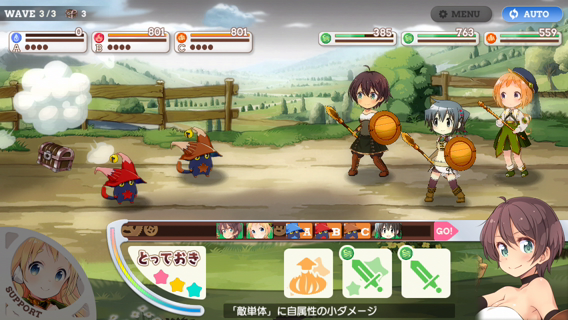 WAVE 3/3 3
MENU
AUTO
A 0
B 801
C 801
385
763
559
A B C GO!
とっておき
SUPPORT
「敵単体」に自属性の小ダメージ